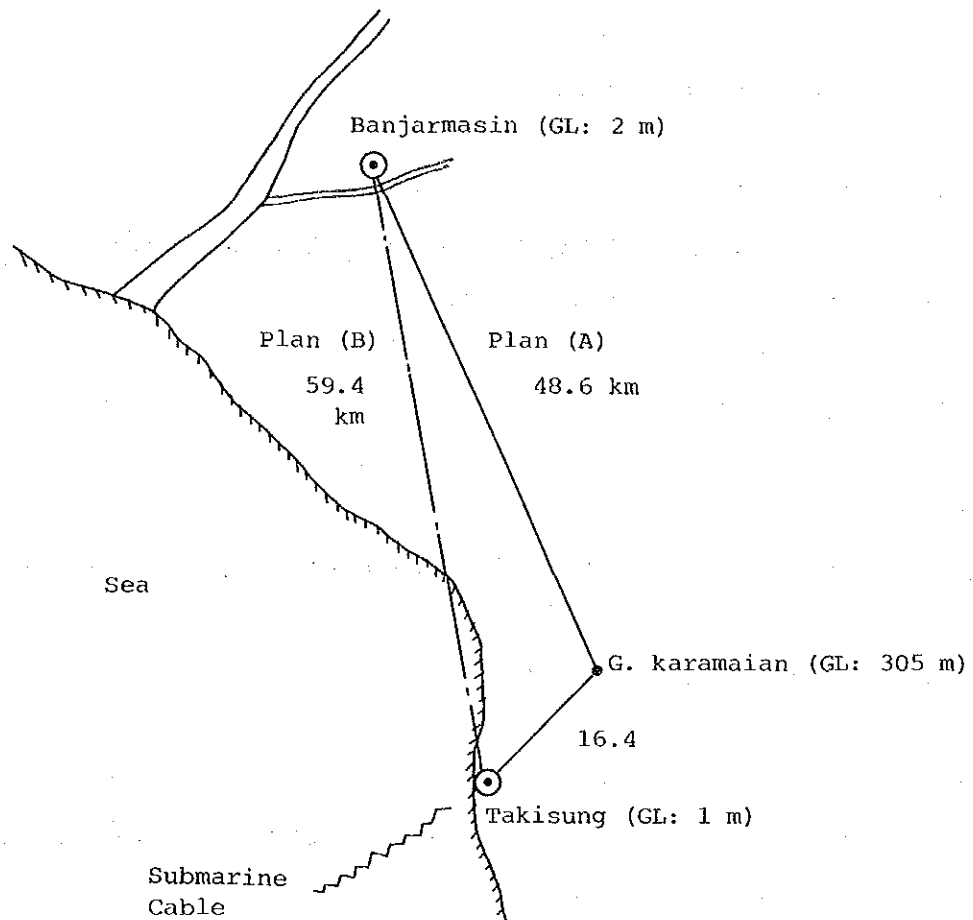 Banjarmasin (GL: 2 m)
Plan (B)
59.4
km
Plan (A)
48.6 km
Sea
G. karamaian (GL: 305 m)
16.4
Takisung (GL: 1 m)
Submarine
Cable